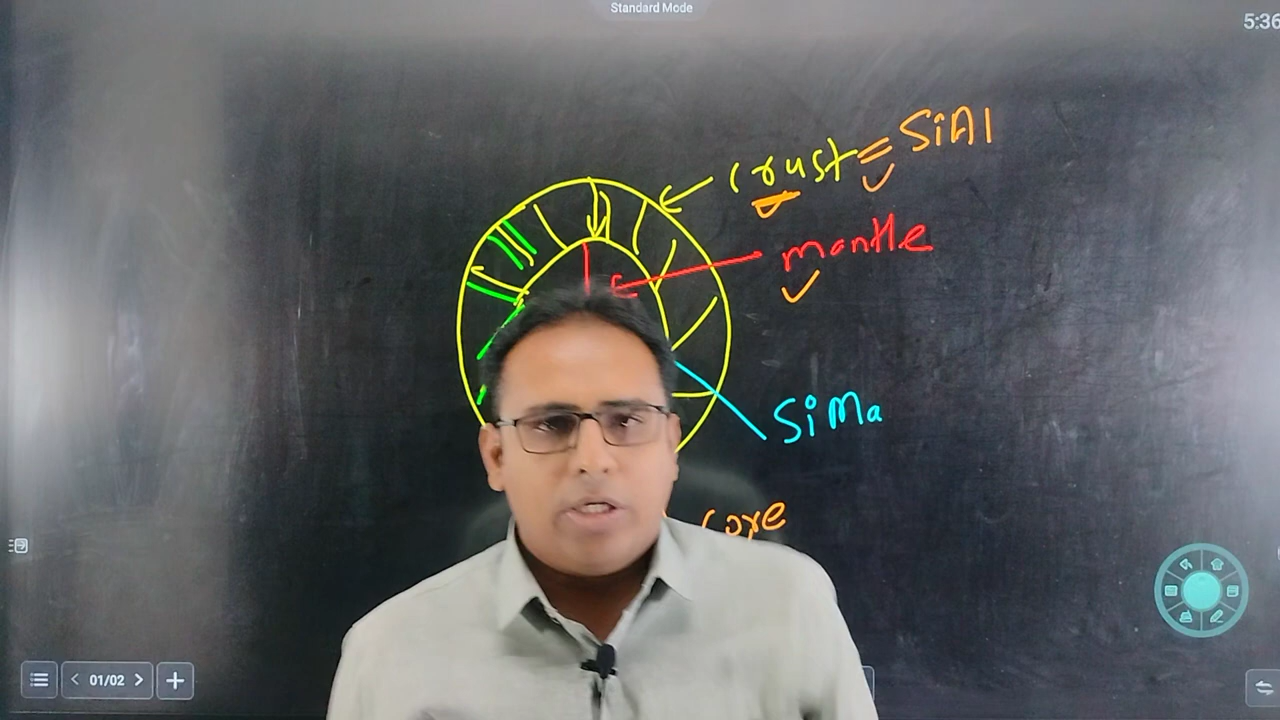 Standard Mode
5:36
Crust = SiAl
mantle
SiMa
Core
01/02